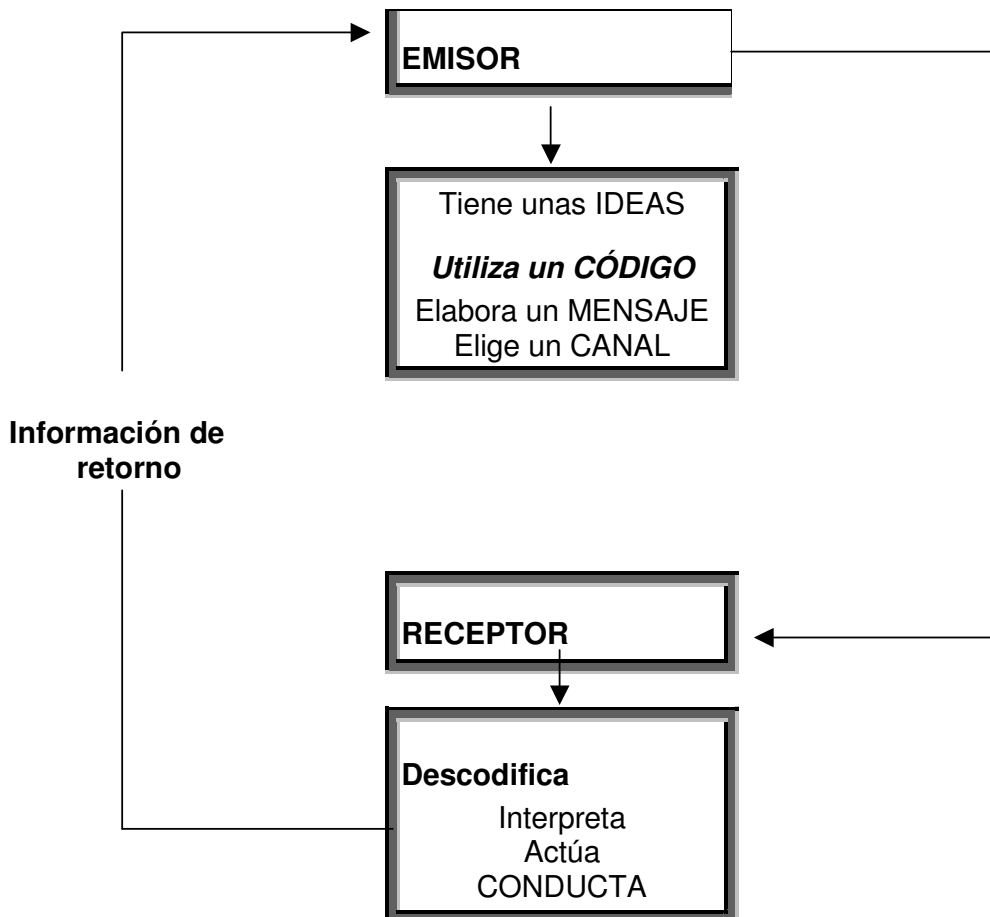 EMISOR
Tiene unas IDEAS
Utiliza un CÓDIGO
Elabora un MENSAJE
Elige un CANAL
Información de
retorno
RECEPTOR
Descodifica
Interpreta
Actúa
CONDUCTA